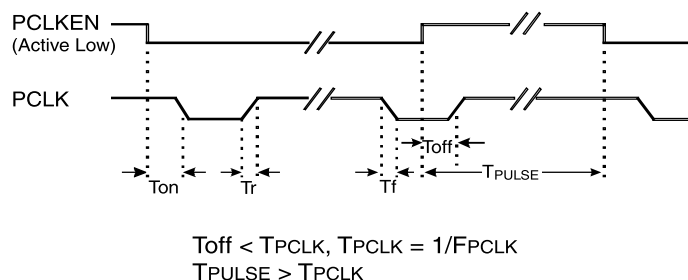 PCLKEN
(Active Low)
PCLK
Ton
Tr
Tf
Toff
TPULSE
Toff < TPCLK, TPCLK = 1/FPCLK
TPULSE > TPCLK